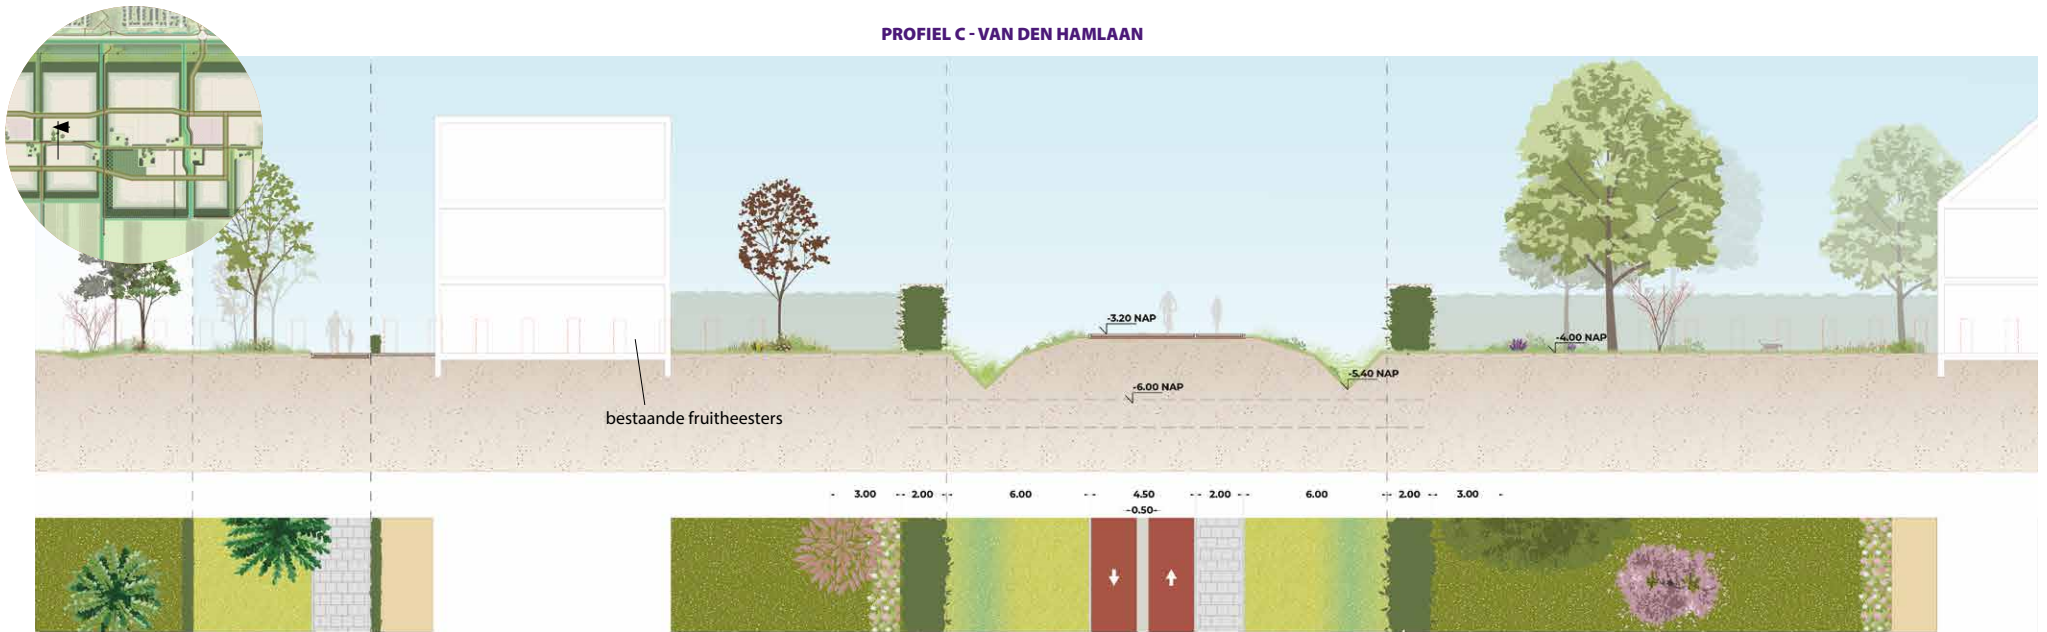 PROFIEL C - VAN DEN HAMLAAN
-3.20 NAP
-4.00 NAP
-5.40 NAP
-6.00 NAP
bestaande fruitheesters
3.00 2.00 6.00 4.50 2.00 6.00 2.00 3.00
0.50